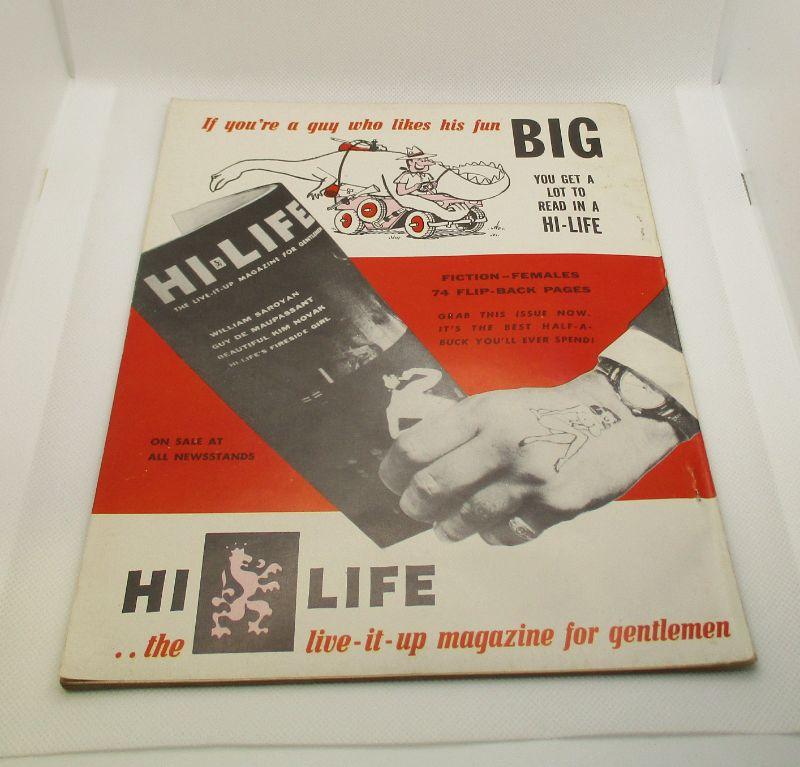 If you're a guy who likes his fun BIG
YOU GET A
LOT TO
READ IN A
HI-LIFE
HI-LIFE
THE LIVE-IT-UP MAGAZINE FOR GENTLEMEN
WILLIAM SAROYAN
GUY DE MAUPASSANT
BEAUTIFUL KIM NOVAK
HI-LIFE'S FIRESIDE GIRL
FICTION—FEMALES
74 FLIP-BACK PAGES
GRAB THIS ISSUE NOW.
IT'S THE BEST HALF-A-
BUCK YOU'LL EVER SPEND!
ON SALE AT
ALL NEWSSTANDS
HI LIFE
..the live-it-up magazine for gentlemen